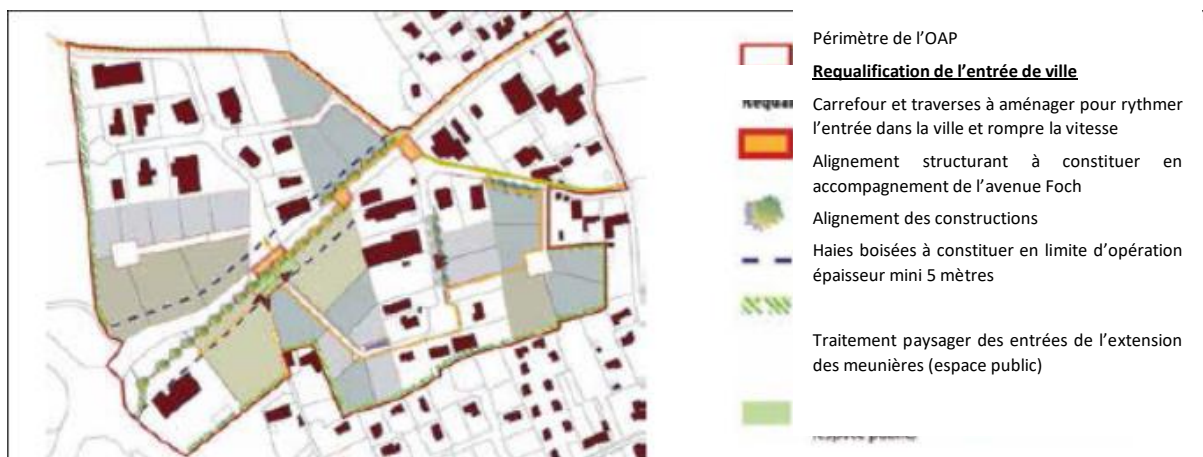 Périmètre de l’OAP
Requalification de l’entrée de ville
Carrefour et traverses à aménager pour rythmer
l’entrée dans la ville et rompre la vitesse
Alignement structurant à constituer en
accompagnement de l’avenue Foch
Alignement des constructions
Haies boisées à constituer en limite d’opération
épaisseur mini 5 mètres
Traitement paysager des entrées de l’extension
des meunières (espace public)